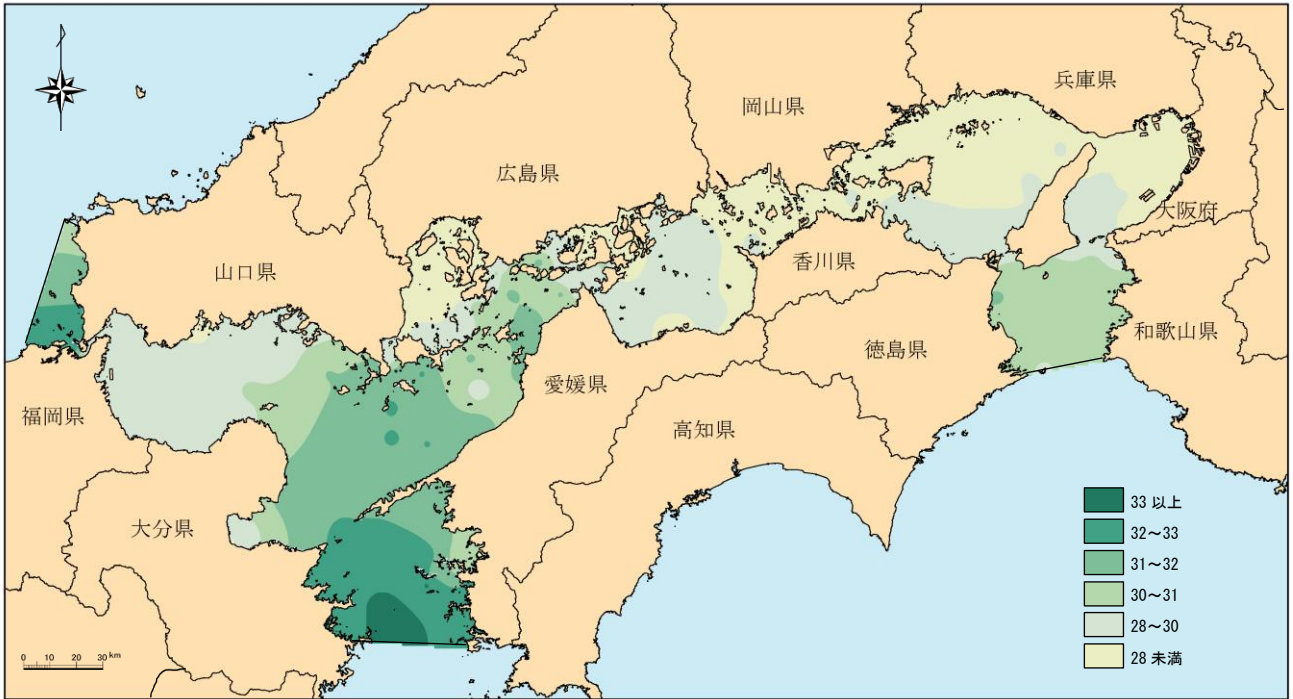 兵庫県
岡山県
広島県
大阪府
香川県
山口県
和歌山県
徳島県
愛媛県
福岡県
高知県
大分県
33 以上
32～33
31～32
30～31
28～30
28 未満
0 10 20 30 km